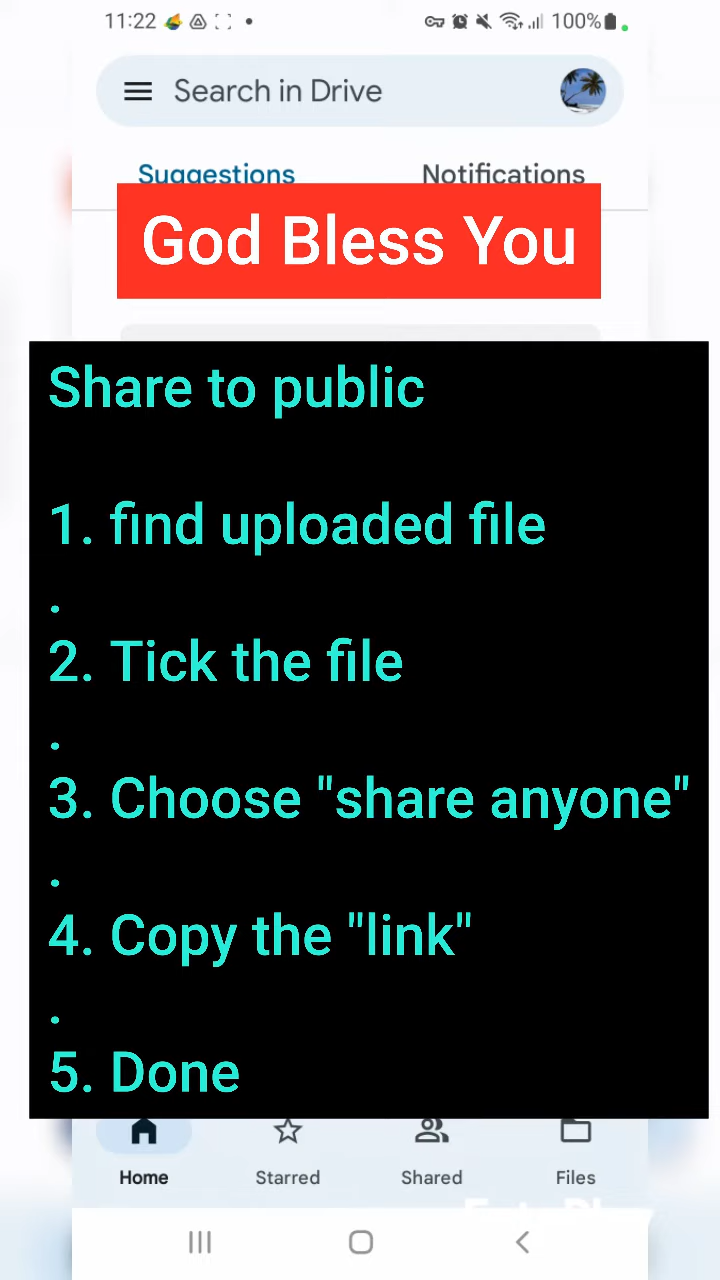 11:22
100%
Search in Drive
Suggestions Notifications
God Bless You
Share to public
1. find uploaded file
.
2. Tick the file
.
3. Choose "share anyone"
.
4. Copy the "link"
.
5. Done
Home Starred Shared Files